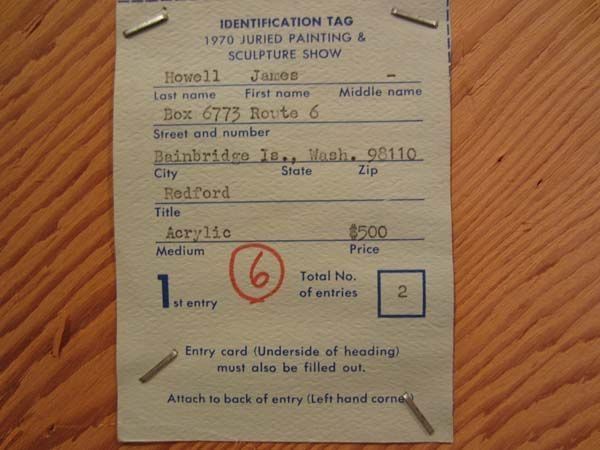 IDENTIFICATION TAG
1970 JURIED PAINTING &
SCULPTURE SHOW
Howell James -
Last name First name Middle name
Box 6773 Route 6
Street and number
Bainbridge Is., Wash. 98110
City State Zip
Redford
Title
Acrylic $500
Medium Price
1st entry 6 Total No. of entries 2
Entry card (Underside of heading)
must also be filled out.
Attach to back of entry (Left hand corner)